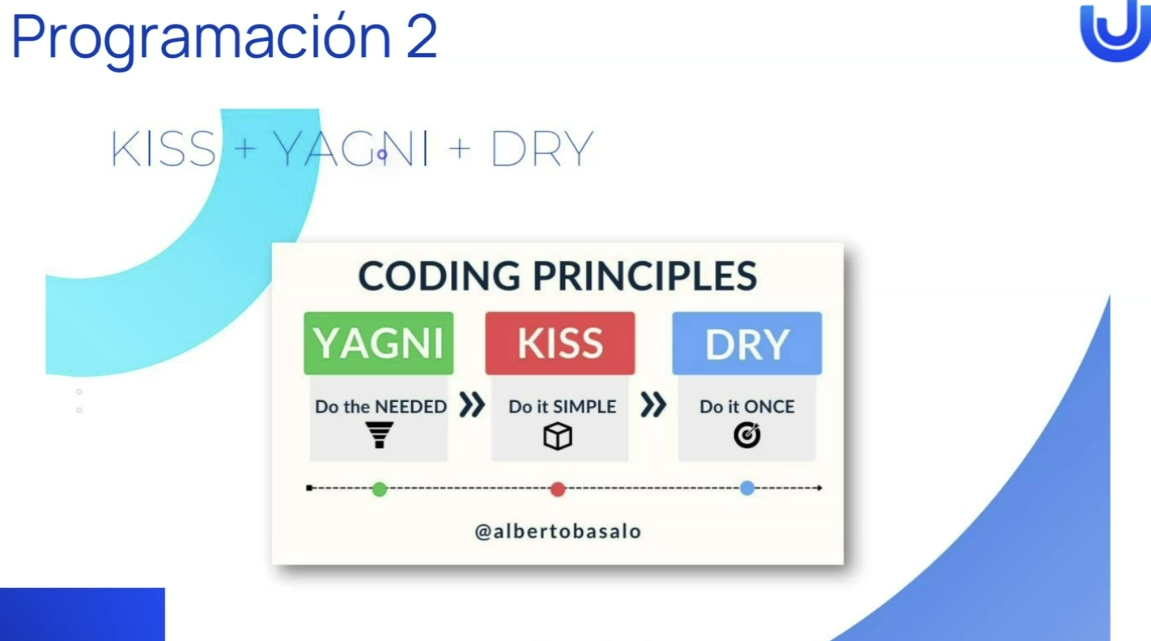 Programación 2
KISS + YAGNI + DRY
CODING PRINCIPLES
YAGNI KISS DRY
Do the NEEDED Do it SIMPLE Do it ONCE
@albertobasalo